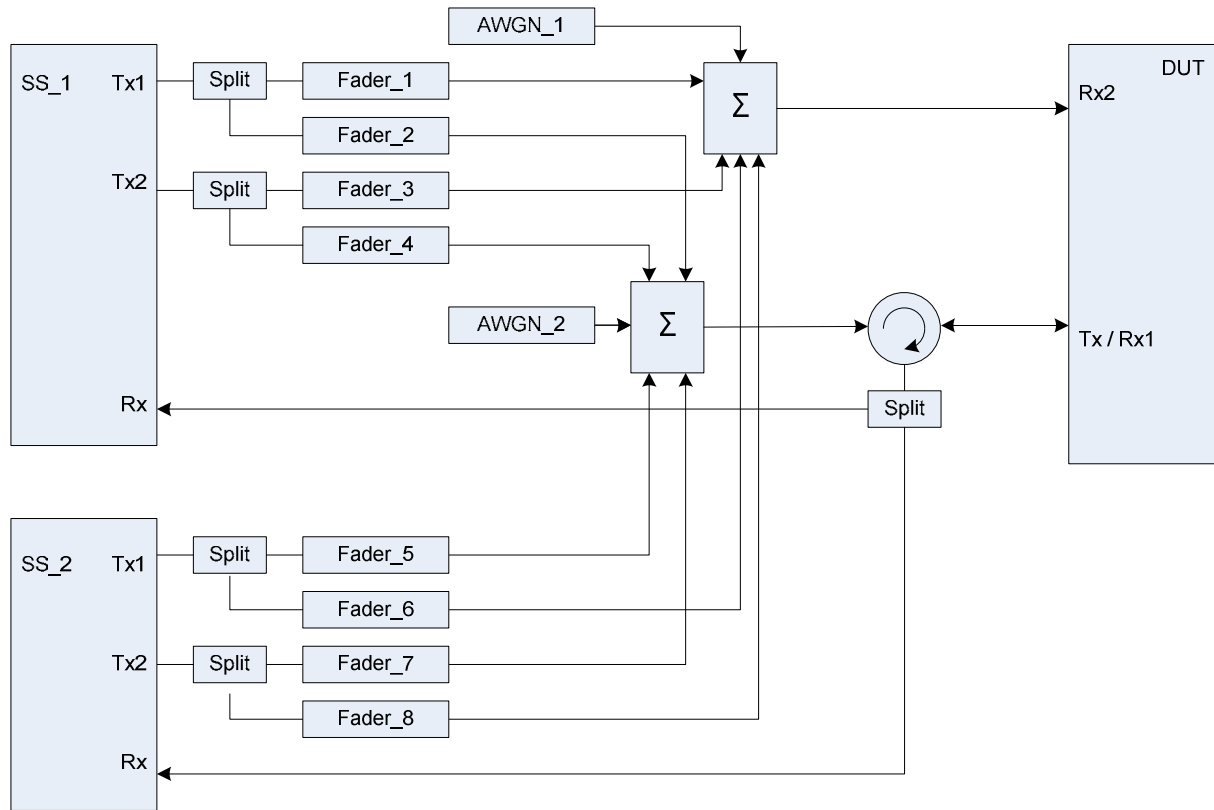 AWGN_1
SS_1
Tx1
Split
Fader_1
Σ
DUT
Rx2
Fader_2
Tx2
Split
Fader_3
Fader_4
AWGN_2
Σ
Tx / Rx1
Rx
Split
SS_2
Tx1
Split
Fader_5
Fader_6
Tx2
Split
Fader_7
Fader_8
Rx